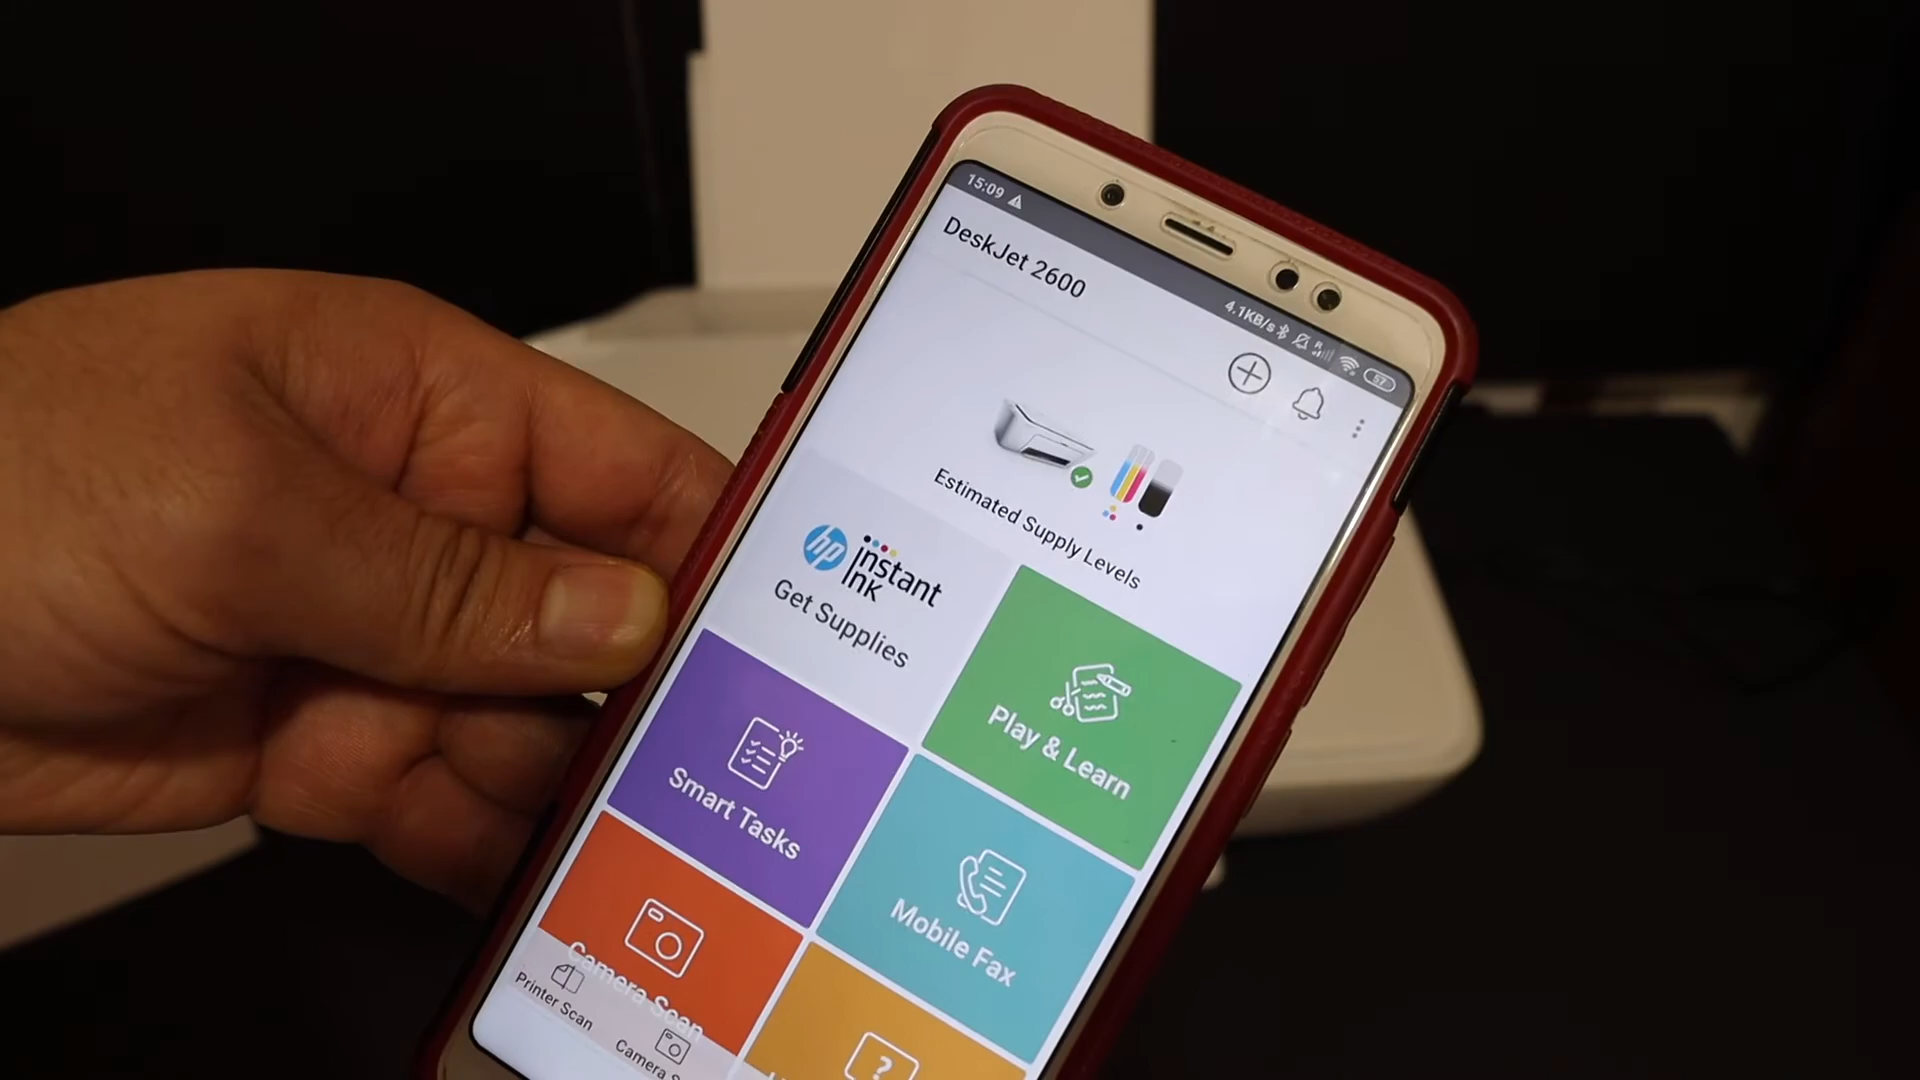 15:09
4.1KB/s R 57
DeskJet 2600
Estimated Supply Levels
hp instant
ink
Get Supplies
Play & Learn
Smart Tasks
Mobile Fax
Camera Scan
?
Printer Scan
Camera